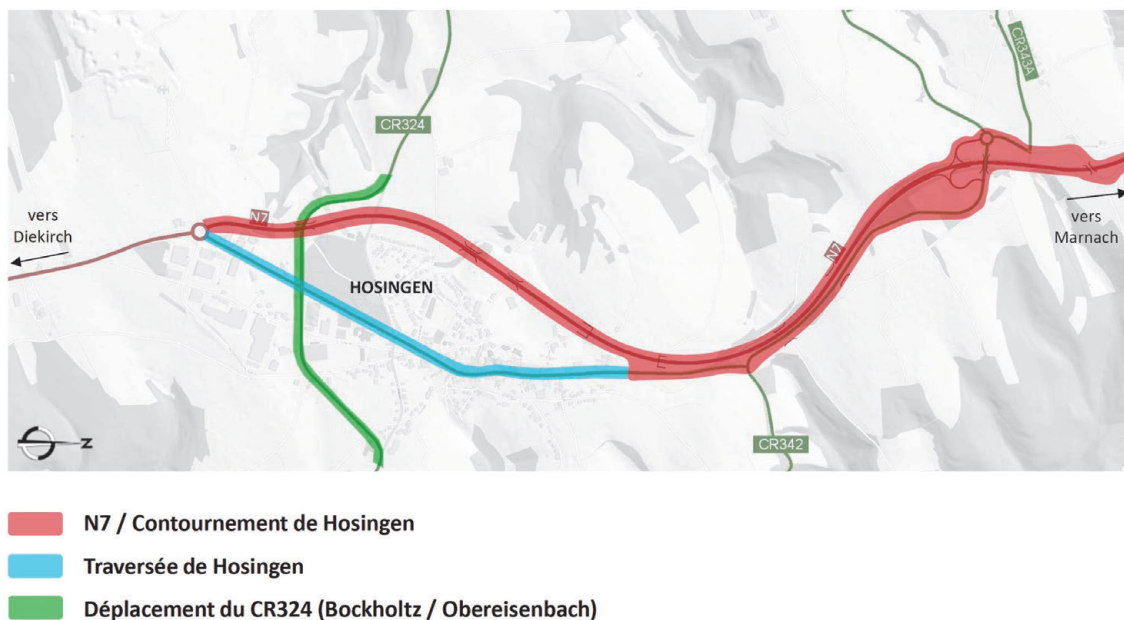 CR343A
CR324
N7
vers
Diekirch
vers
Marnach
N7
HOSINGEN
CR342
N
N7 / Contournement de Hosingen
Traversée de Hosingen
Déplacement du CR324 (Bockholtz / Obereisenbach)